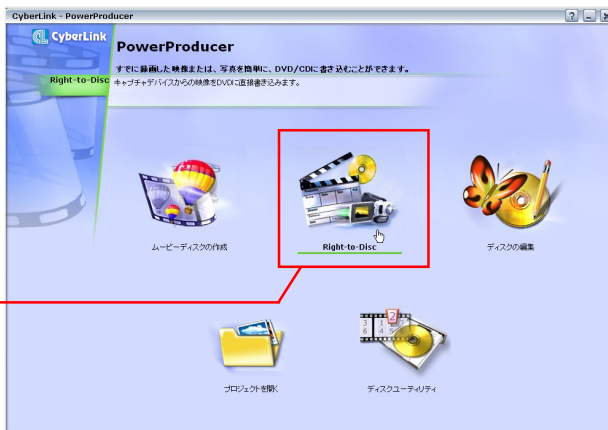 CyberLink - PowerProducer
CyberLink
PowerProducer
すでに録画した映像または、写真を簡単に、DVD/CDに書き込むことができます。
Right-to-Disc
キャプチャデバイスからの映像をDVDに直接書き込みます。
ムービーディスクの作成
Right-to-Disc
ディスクの編集
プロジェクトを開く
ディスクユーティリティ